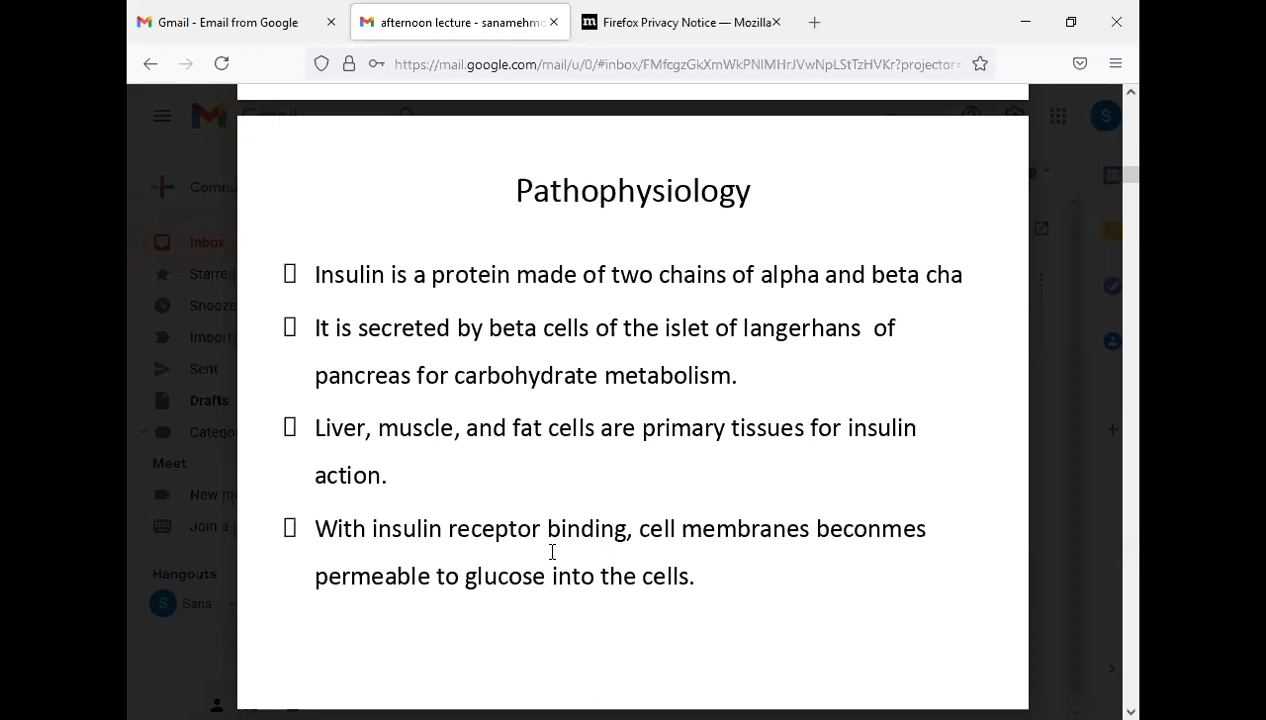 Gmail - Email from Google
afternoon lecture - sanamehmo
Firefox Privacy Notice — Mozilla
https://mail.google.com/mail/u/0/#inbox/FMfcgzGkXmWkPNlMHrJVwNpLStTzHVKr?projector=
Gmail
S
Compo
Pathophysiology
Inbox
Starred
Insulin is a protein made of two chains of alpha and beta cha
Snooze
It is secreted by beta cells of the islet of langerhans of
Import
Sent
pancreas for carbohydrate metabolism.
Drafts
Liver, muscle, and fat cells are primary tissues for insulin
Catego
Meet
action.
New m
Join a
With insulin receptor binding, cell membranes beconmes
Hangouts
permeable to glucose into the cells.
S Sana